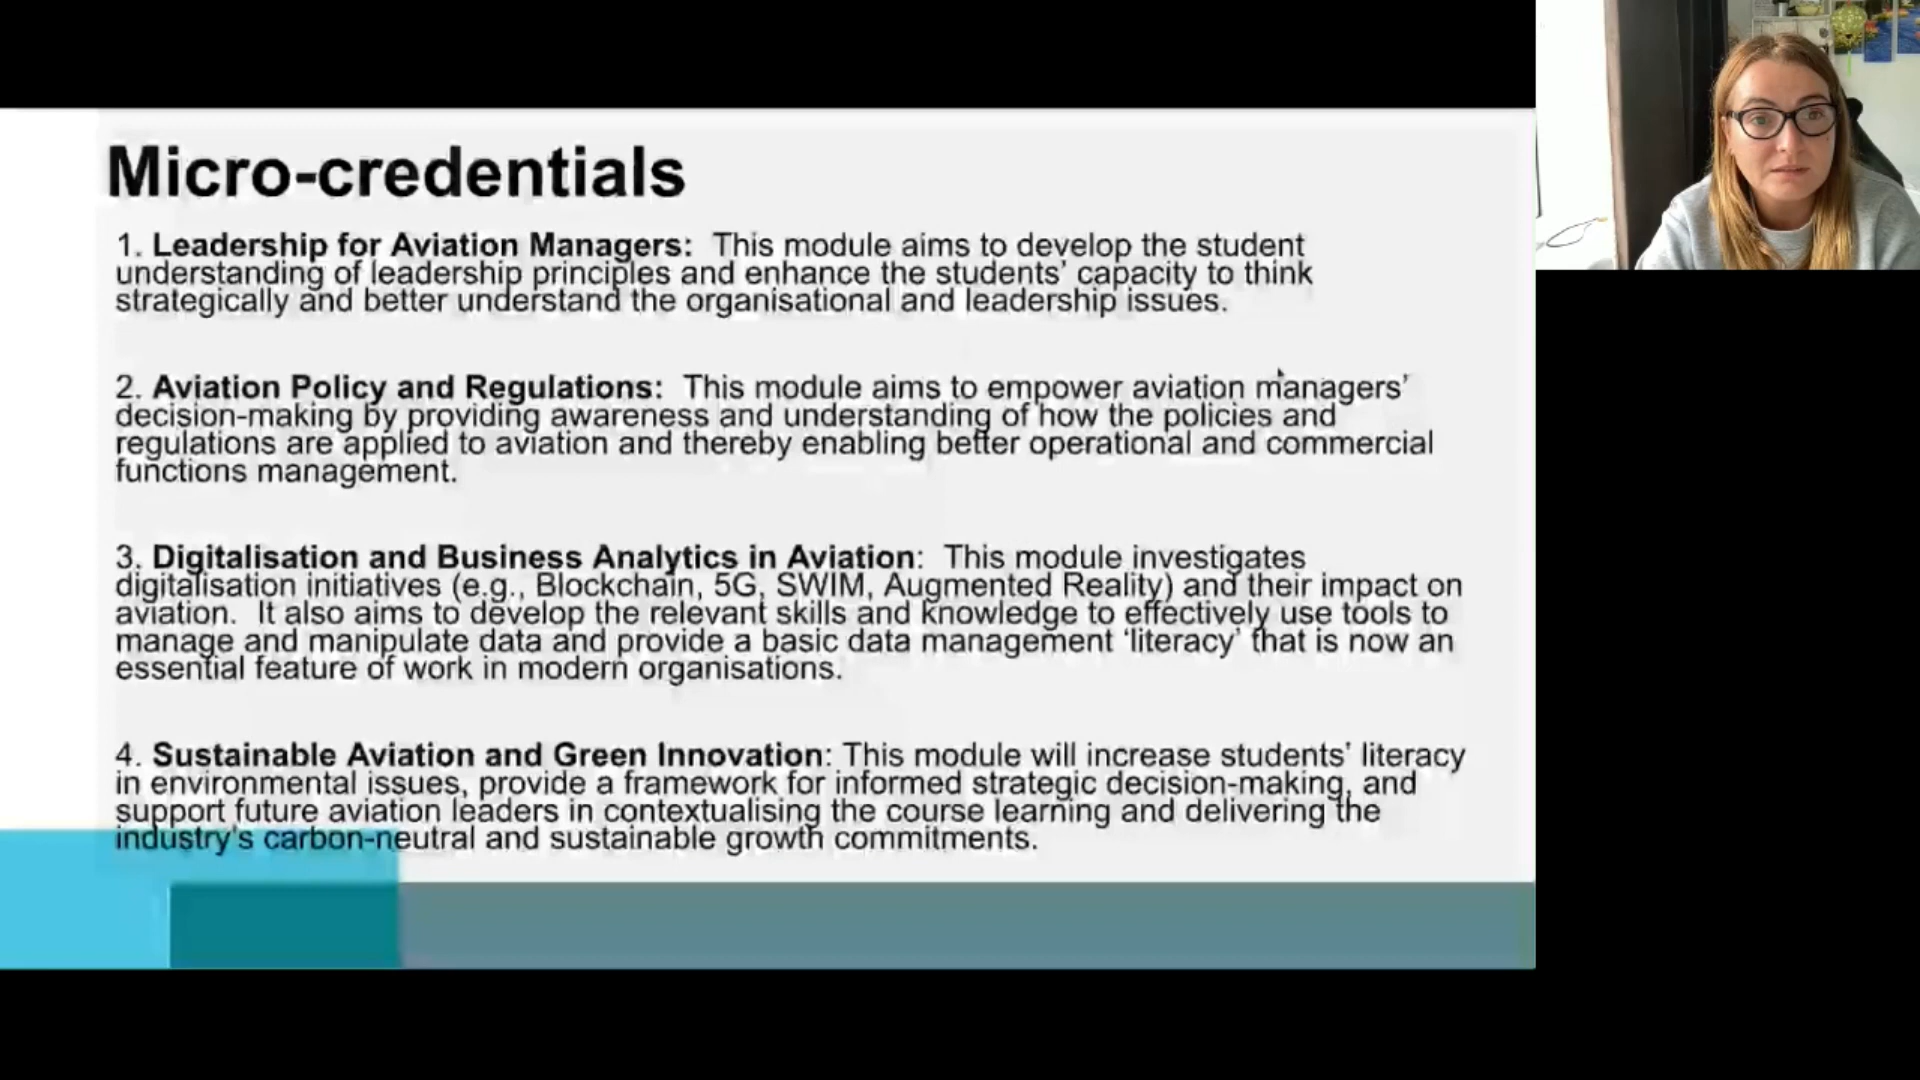 Micro-credentials
1. Leadership for Aviation Managers: This module aims to develop the student
understanding of leadership principles and enhance the students' capacity to think
strategically and better understand the organisational and leadership issues.
2. Aviation Policy and Regulations: This module aims to empower aviation managers'
decision-making by providing awareness and understanding of how the policies and
regulations are applied to aviation and thereby enabling better operational and commercial
functions management.
3. Digitalisation and Business Analytics in Aviation: This module investigates
digitalisation initiatives (e.g., Blockchain, 5G, SWIM, Augmented Reality) and their impact on
aviation. It also aims to develop the relevant skills and knowledge to effectively use tools to
manage and manipulate data and provide a basic data management ‘literacy’ that is now an
essential feature of work in modern organisations.
4. Sustainable Aviation and Green Innovation: This module will increase students' literacy
in environmental issues, provide a framework for informed strategic decision-making, and
support future aviation leaders in contextualising the course learning and delivering the
industry's carbon-neutral and sustainable growth commitments.